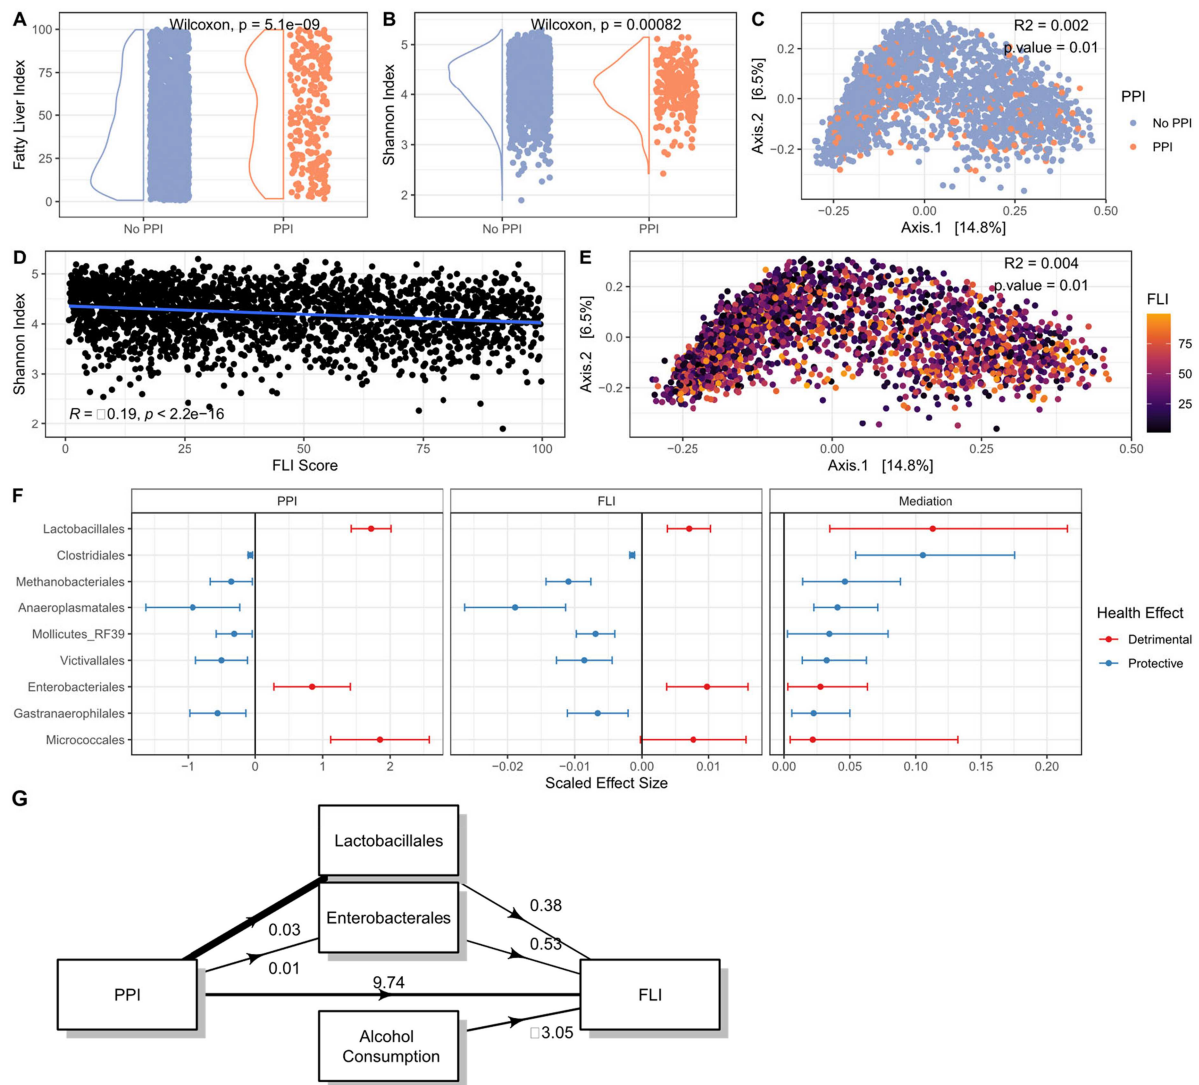 A
Wilcoxon, p = 5.1e−09
Fatty Liver Index
100
75
50
25
0
No PPI
PPI
B
Wilcoxon, p = 0.00082
Shannon Index
5
4
3
2
No PPI
PPI
C
R2 = 0.002
p.value = 0.01
Axis.2 [6.5%]
0.2
0.0
−0.2
−0.25
0.00
0.25
0.50
Axis.1 [14.8%]
PPI
No PPI
PPI
D
Shannon Index
5
4
3
2
R = □0.19, p < 2.2e−16
0
25
50
75
100
FLI Score
E
R2 = 0.004
p.value = 0.01
Axis.2 [6.5%]
0.2
0.0
−0.2
−0.25
0.00
0.25
0.50
Axis.1 [14.8%]
FLI
75
50
25
F
PPI
FLI
Mediation
Lactobacillales
Clostridiales
Methanobacteriales
Anaeroplasmatales
Mollicutes_RF39
Victivallales
Enterobacteriales
Gastranaerophilales
Micrococcales
−1
0
1
2
−0.02
−0.01
0.00
0.01
0.00
0.05
0.10
0.15
0.20
Scaled Effect Size
Health Effect
Detrimental
Protective
G
Lactobacillales
Enterobacterales
PPI
FLI
Alcohol
Consumption
0.03
0.01
0.38
0.53
9.74
□3.05